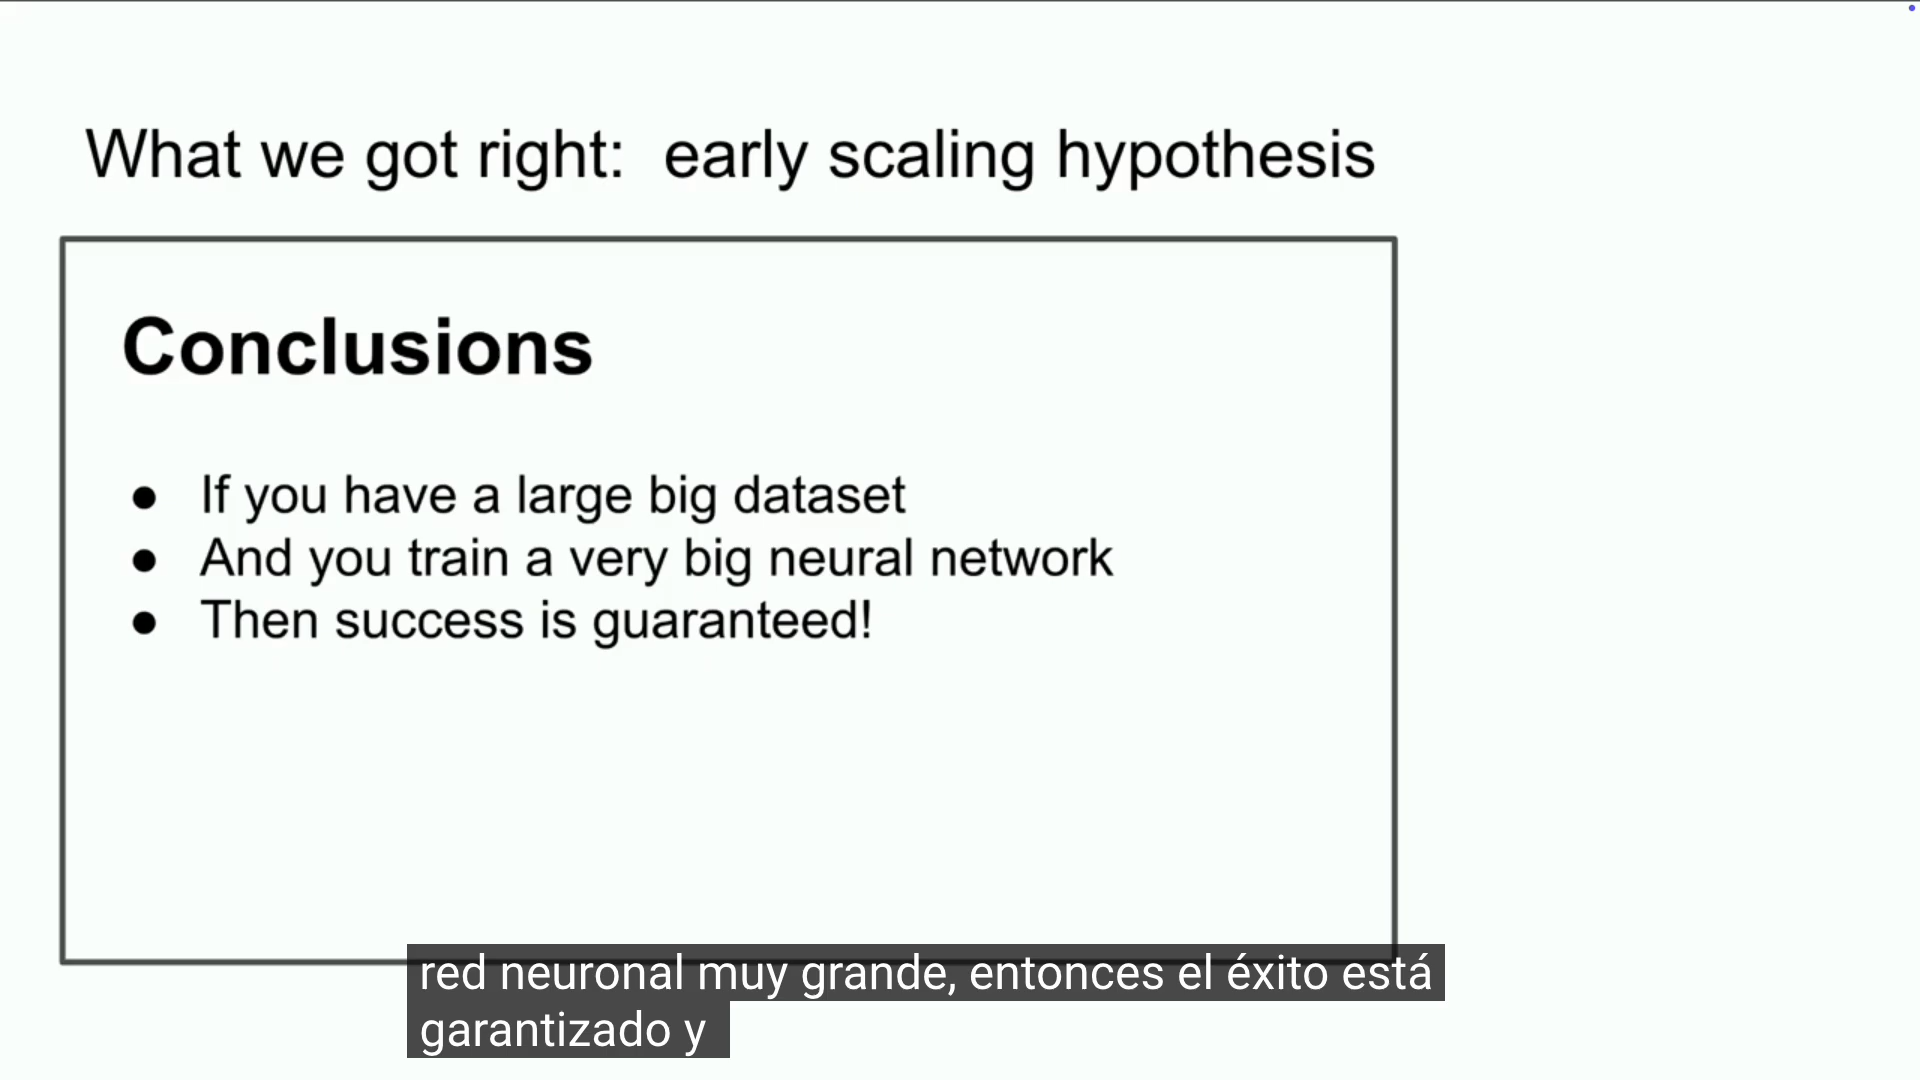 What we got right: early scaling hypothesis
Conclusions
● If you have a large big dataset
● And you train a very big neural network
● Then success is guaranteed!
red neuronal muy grande, entonces el éxito está
garantizado y